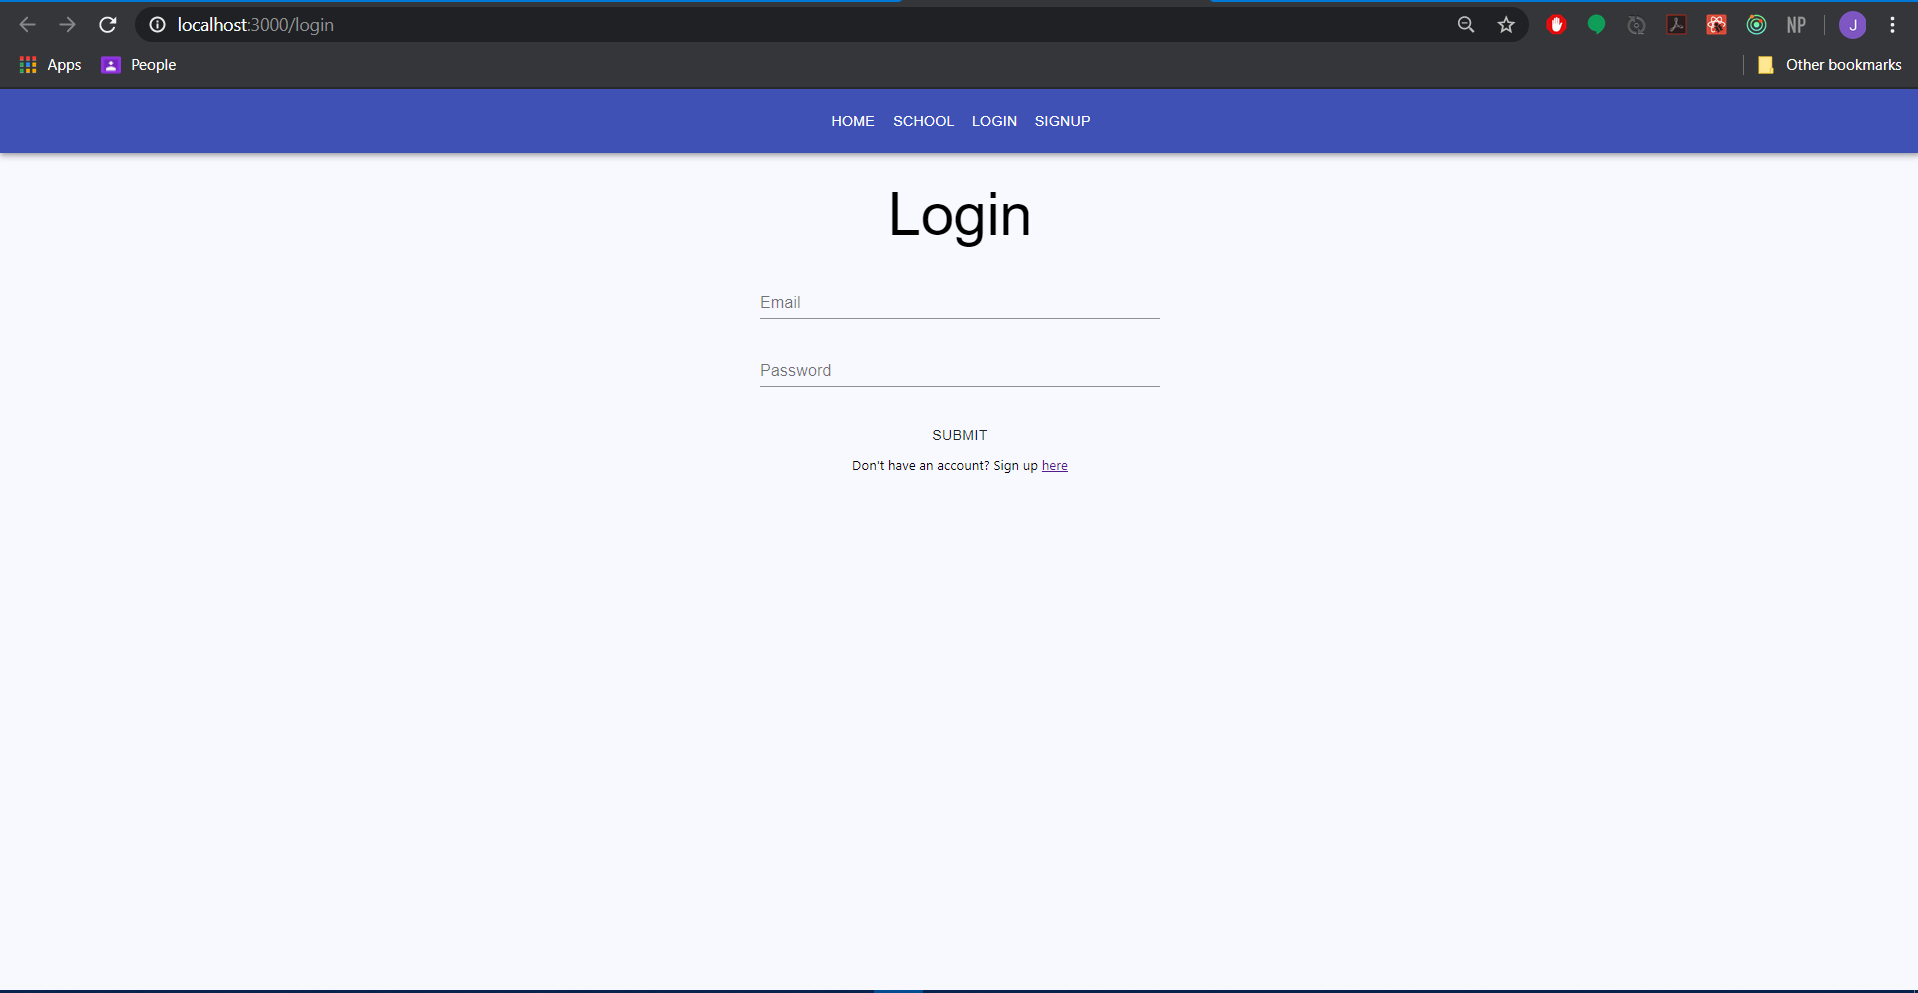 localhost:3000/login
NP
J
Apps
People
Other bookmarks
HOME SCHOOL LOGIN SIGNUP
Login
Email
Password
SUBMIT
Don't have an account? Sign up here